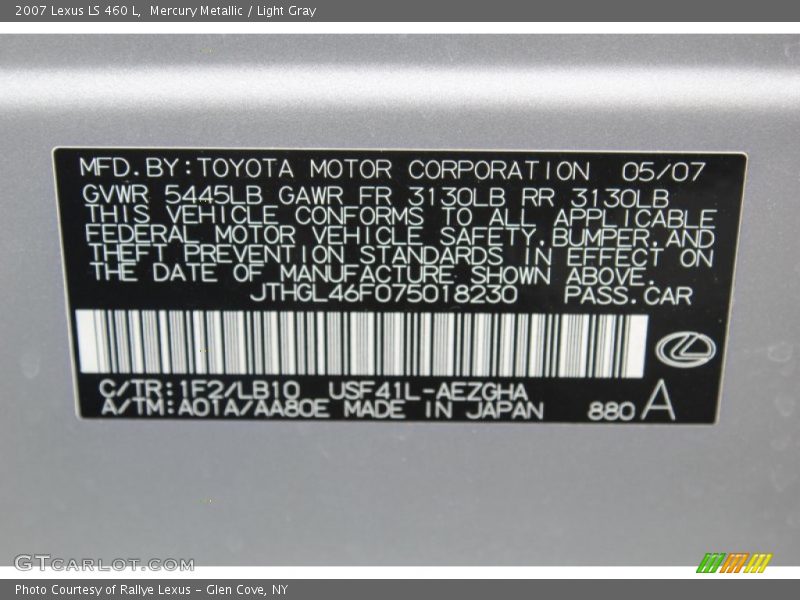 2007 Lexus LS 460 L, Mercury Metallic / Light Gray
MFD.BY:TOYOTA MOTOR CORPORATION 05/07
GVWR 5445LB GAWR FR 3130LB RR 3130LB
THIS VEHICLE CONFORMS TO ALL APPLICABLE
FEDERAL MOTOR VEHICLE SAFETY,BUMPER,AND
THEFT PREVENTION STANDARDS IN EFFECT ON
THE DATE OF MANUFACTURE SHOWN ABOVE.
JTHGL46F075018230 PASS.CAR
C/TR:1F2/LB10 USF41L-AEZGHA
A/TM:A01A/AA80E MADE IN JAPAN 880 A
GTCARLOT.COM
Photo Courtesy of Rallye Lexus - Glen Cove, NY